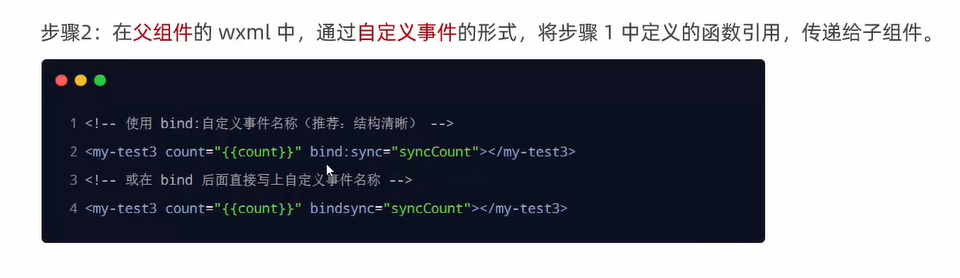 步骤2：在父组件的 wxml 中，通过自定义事件的形式，将步骤 1 中定义的函数引用，传递给子组件。
1 <!-- 使用 bind:自定义事件名称（推荐：结构清晰） -->
2 <my-test3 count="{{count}}" bind:sync="syncCount"></my-test3>
3 <!-- 或在 bind 后面直接写上自定义事件名称 -->
4 <my-test3 count="{{count}}" bindsync="syncCount"></my-test3>